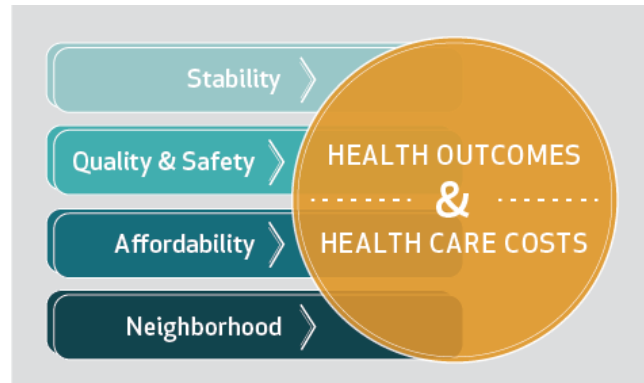 Stability
Quality & Safety
Affordability
Neighborhood
HEALTH OUTCOMES
&
HEALTH CARE COSTS